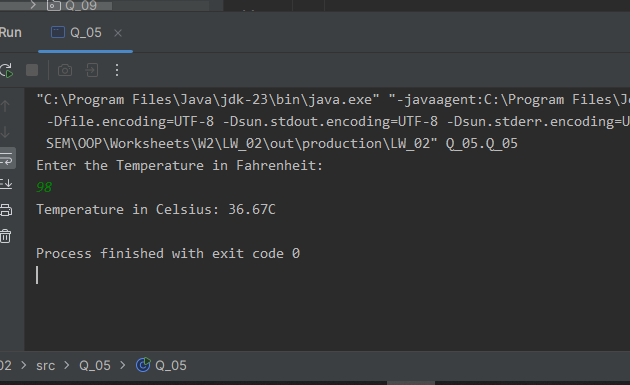 Q_09
Run Q_05
"C:\Program Files\Java\jdk-23\bin\java.exe" "-javaagent:C:\Program Files\J
-Dfile.encoding=UTF-8 -Dsun.stdout.encoding=UTF-8 -Dsun.stderr.encoding=U
SEM\OOP\Worksheets\W2\LW_02\out\production\LW_02" Q_05.Q_05
Enter the Temperature in Fahrenheit:
98
Temperature in Celsius: 36.67C
Process finished with exit code 0
02 > src > Q_05 > Q_05